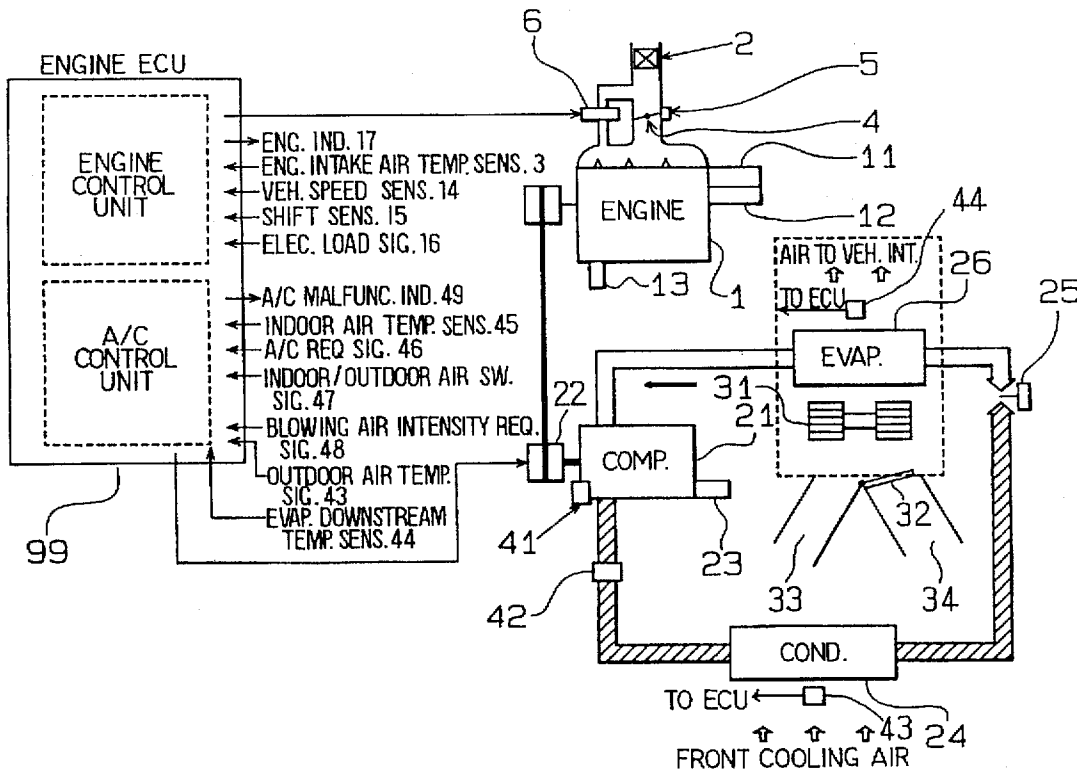 ENGINE ECU
ENGINE
CONTROL
UNIT
A/C
CONTROL
UNIT
99
ENG. IND. 17
ENG. INTAKE AIR TEMP. SENS. 3
VEH. SPEED SENS. 14
SHIFT SENS. 15
ELEC. LOAD SIG. 16
A/C MALFUNC. IND. 49
INDOOR AIR TEMP. SENS. 45
A/C REQ SIG. 46
INDOOR/OUTDOOR AIR SW.
SIG. 47
BLOWING AIR INTENSITY REQ.
SIG. 48
OUTDOOR AIR TEMP.
SIG. 43
EVAP. DOWNSTREAM
TEMP. SENS. 44
6
2
5
4
11
12
ENGINE
13
1
44
AIR TO VEH. INT.
26
TO ECU
25
EVAP.
31
22
21
COMP.
41
23
32
33
34
42
COND.
TO ECU
43
24
FRONT COOLING AIR